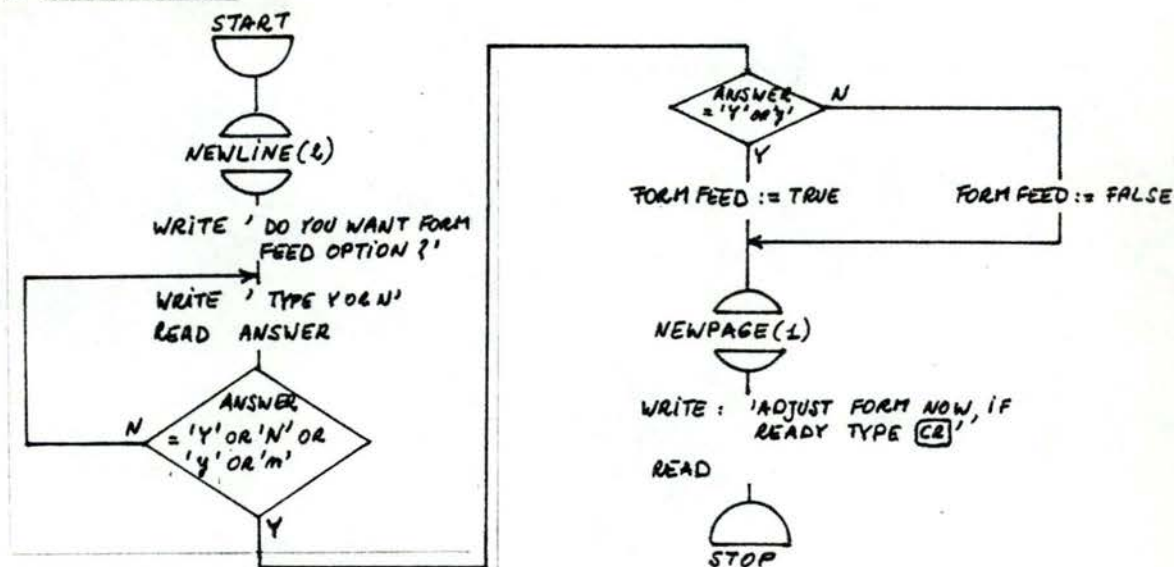 START
NEWLINE(2)
WRITE ' DO YOU WANT FORM
FEED OPTION ?'
WRITE ' TYPE Y OR N'
READ ANSWER
ANSWER
= 'Y' OR 'N' OR
'y' OR 'n'
N
Y
ANSWER
= 'Y' OR 'y'
N
Y
FORM FEED := TRUE
FORM FEED := FALSE
NEWPAGE(1)
WRITE : 'ADJUST FORM NOW, IF
READY TYPE CR '
READ
STOP